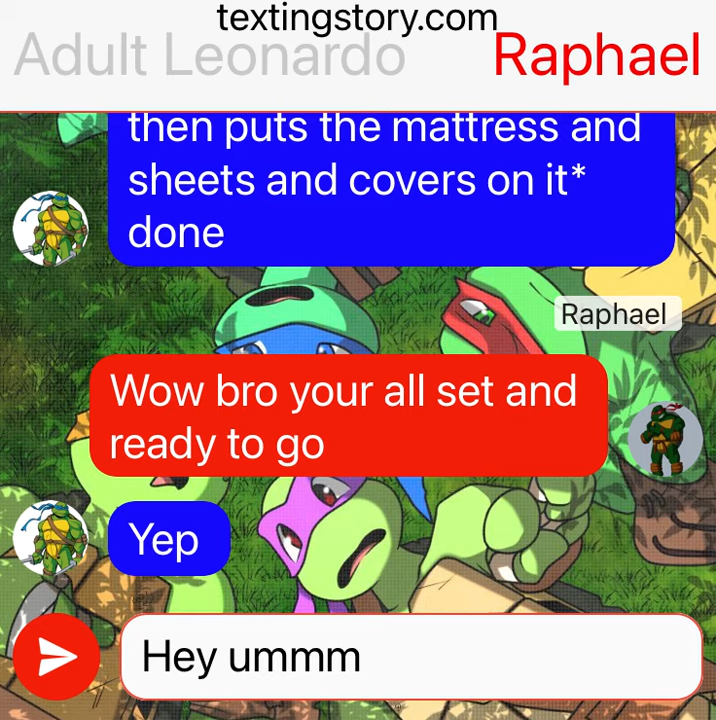 textingstory.com
Adult Leonardo
Raphael
then puts the mattress and
sheets and covers on it*
done
Raphael
Wow bro your all set and
ready to go
Yep
Hey ummm